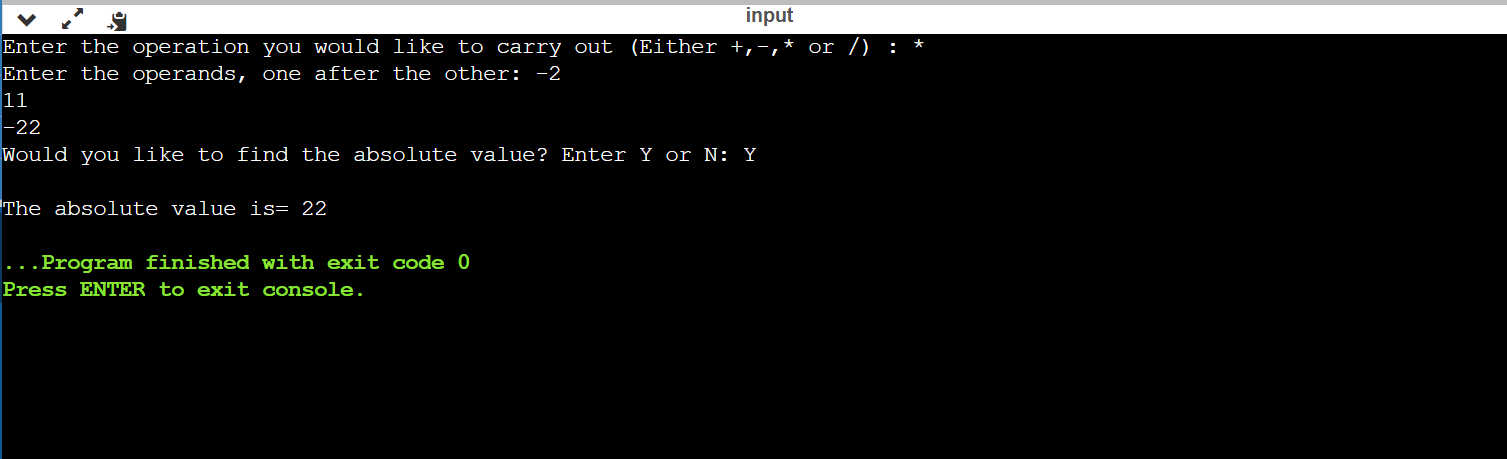 input
Enter the operation you would like to carry out (Either +,-,* or /) : *
Enter the operands, one after the other: -2
11
-22
Would you like to find the absolute value? Enter Y or N: Y
The absolute value is= 22
...Program finished with exit code 0
Press ENTER to exit console.